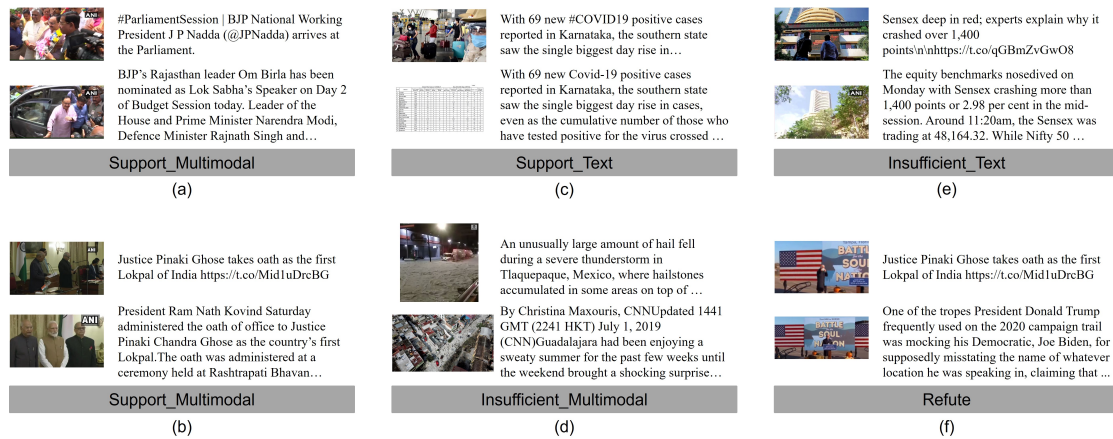 #ParliamentSession | BJP National Working
President J P Nadda (@JPNadda) arrives at
the Parliament.
BJP's Rajasthan leader Om Birla has been
nominated as Lok Sabha's Speaker on Day 2
of Budget Session today. Leader of the
House and Prime Minister Narendra Modi,
Defence Minister Rajnath Singh and…
Support_Multimodal
(a)
With 69 new #COVID19 positive cases
reported in Karnataka, the southern state
saw the single biggest day rise in…
With 69 new Covid-19 positive cases
reported in Karnataka, the southern state
saw the single biggest day rise in cases,
even as the cumulative number of those who
have tested positive for the virus crossed …
Support_Text
(c)
Sensex deep in red; experts explain why it
crashed over 1,400
points\n\nhttps://t.co/qGBmZvGwO8
The equity benchmarks nosedived on
Monday with Sensex crashing more than
1,400 points or 2.98 per cent in the mid-
session. Around 11:20am, the Sensex was
trading at 48,164.32. While Nifty 50 …
Insufficient_Text
(e)
Justice Pinaki Ghose takes oath as the first
Lokpal of India https://t.co/Mid1uDrcBG
President Ram Nath Kovind Saturday
administered the oath of office to Justice
Pinaki Chandra Ghose as the country's first
Lokpal.The oath was administered at a
ceremony held at Rashtrapati Bhavan…
Support_Multimodal
(b)
An unusually large amount of hail fell
during a severe thunderstorm in
Tlaquepaque, Mexico, where hailstones
accumulated in some areas on top of …
By Christina Maxouris, CNNUpdated 1441
GMT (2241 HKT) July 1, 2019
(CNN)Guadalajara had been enjoying a
sweaty summer for the past few weeks until
the weekend brought a shocking surprise…
Insufficient_Multimodal
(d)
BATTLE
SOUL
NATION
Justice Pinaki Ghose takes oath as the first
Lokpal of India https://t.co/Mid1uDrcBG
One of the tropes President Donald Trump
frequently used on the 2020 campaign trail
was mocking his Democratic, Joe Biden, for
supposedly misstating the name of whatever
location he was speaking in, claiming that ...
Refute
(f)
ANI
ANI
ANI
ANI